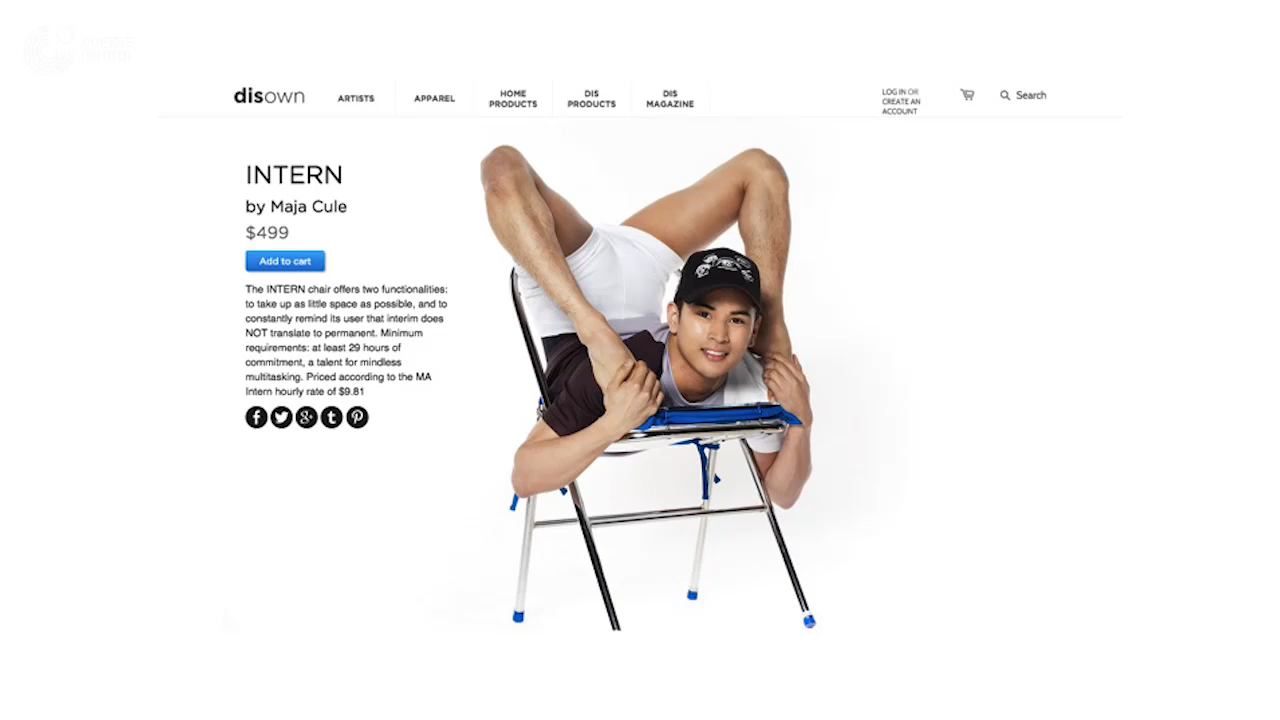 disown
ARTISTS
APPAREL
HOME
PRODUCTS
DIS
PRODUCTS
DIS
MAGAZINE
LOG IN OR
CREATE AN
ACCOUNT
Search
INTERN
by Maja Cule
$499
Add to cart
The INTERN chair offers two functionalities:
to take up as little space as possible, and to
constantly remind its user that interim does
NOT translate to permanent. Minimum
requirements: at least 29 hours of
commitment, a talent for mindless
multitasking. Priced according to the MA
Intern hourly rate of $9.81